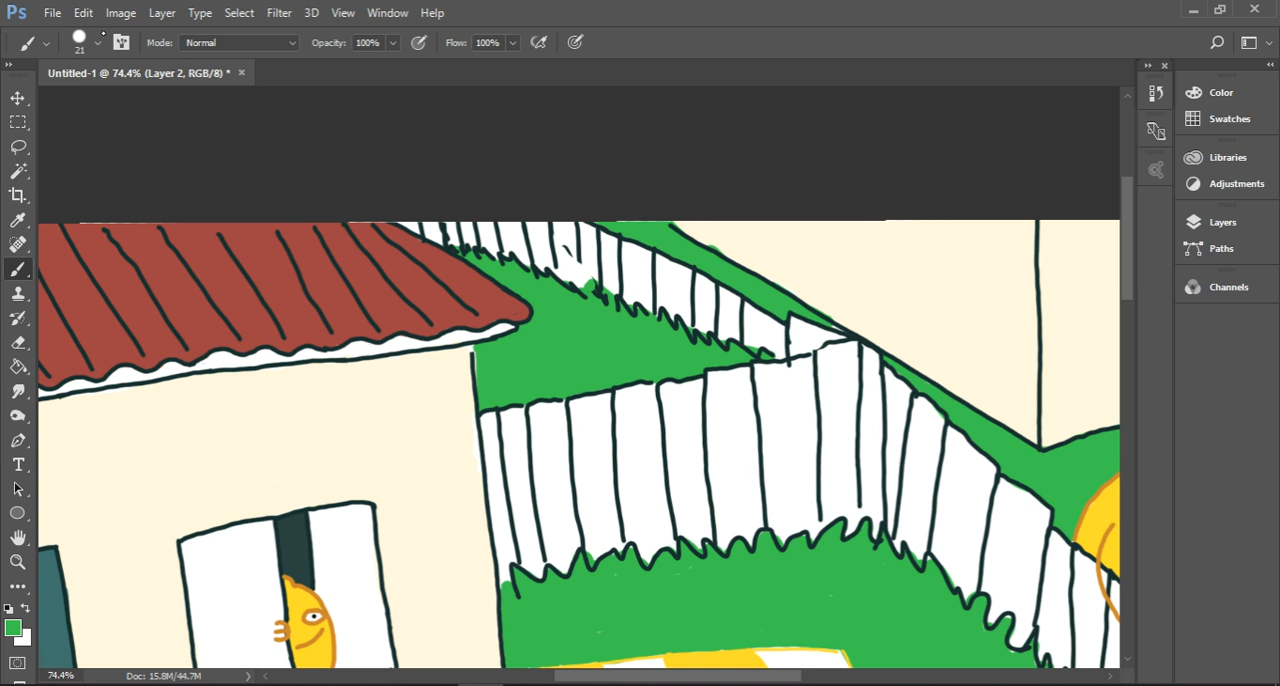 Ps File Edit Image Layer Type Select Filter 3D View Window Help
21 Mode: Normal Opacity: 100% Flow: 100%
Untitled-1 @ 74.4% (Layer 2, RGB/8) *
Color
Swatches
Libraries
Adjustments
Layers
Paths
Channels
74.4% Doc: 15.8M/44.7M